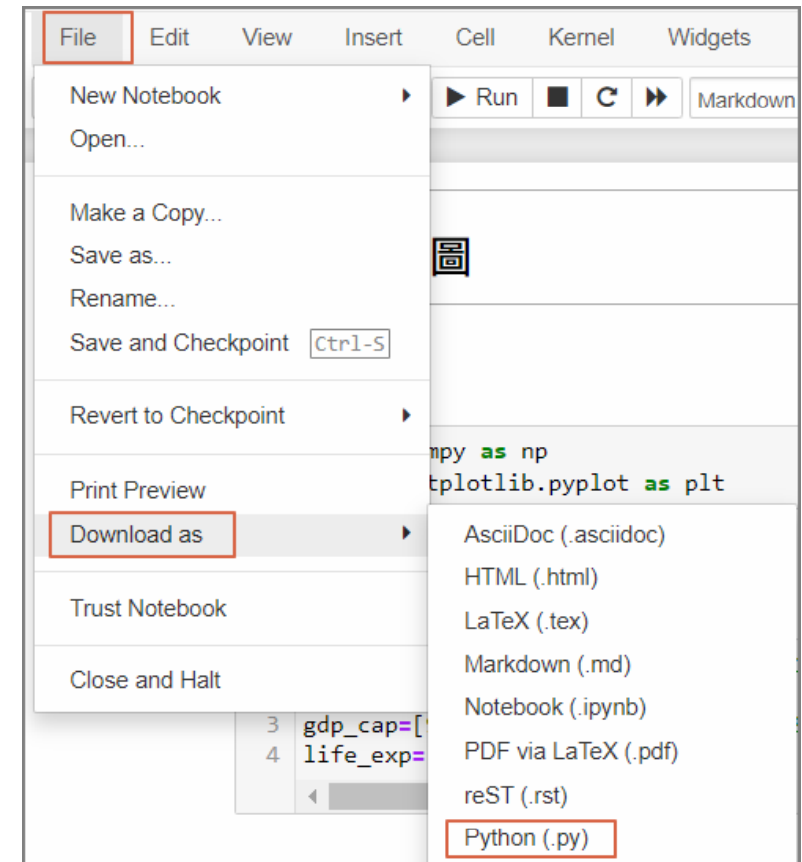 File Edit View Insert Cell Kernel Widgets
New Notebook
Run
Markdown
Open...
Make a Copy...
Save as...
圖
Rename...
Save and Checkpoint Ctrl-S
Revert to Checkpoint
mpy as np
tplotlib.pyplot as plt
Print Preview
Download as
Trust Notebook
Close and Halt
AsciiDoc (.asciidoc)
HTML (.html)
LaTeX (.tex)
Markdown (.md)
Notebook (.ipynb)
PDF via LaTeX (.pdf)
reST (.rst)
Python (.py)
3 gdp_cap=[
4 life_exp=